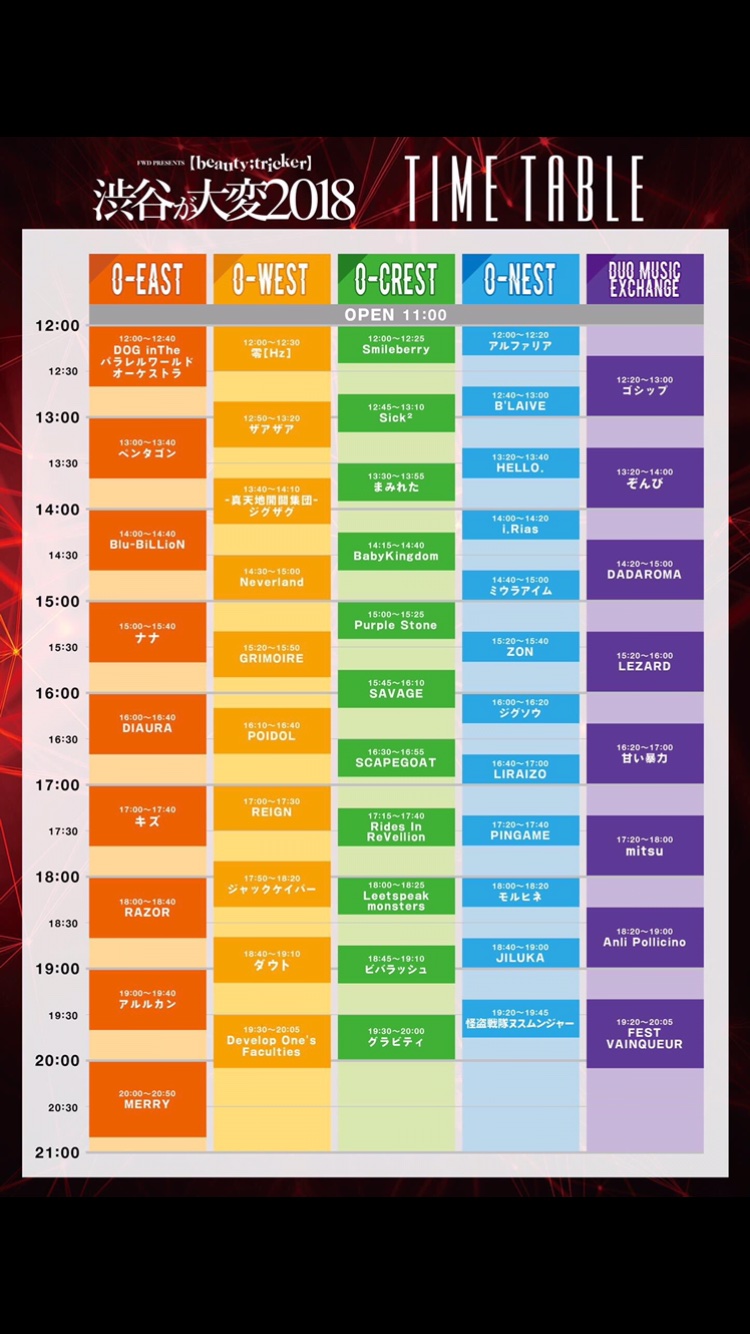 FWD PRESENTS 【beauty;tricker】
渋谷が大変2018
TIME TABLE
O-EAST
O-WEST
O-CREST
O-NEST
DUO MUSIC
EXCHANGE
OPEN 11:00
12:00
12:30
13:00
13:30
14:00
14:30
15:00
15:30
16:00
16:30
17:00
17:30
18:00
18:30
19:00
19:30
20:00
20:30
21:00
12:00〜12:40
DOG inThe
パラレルワールド
オーケストラ
13:00〜13:40
ペンタゴン
14:00〜14:40
Blu-BiLLioN
15:00〜15:40
ナナ
16:00〜16:40
DIAURA
17:00〜17:40
キズ
18:00〜18:40
RAZOR
19:00〜19:40
アルルカン
20:00〜20:50
MERRY
12:00〜12:30
零[Hz]
12:50〜13:20
ザアザア
13:40〜14:10
-真天地開闢集団-
ジグザグ
14:30〜15:00
Neverland
15:20〜15:50
GRIMOIRE
16:10〜16:40
POIDOL
17:00〜17:30
REIGN
17:50〜18:20
ジャックケイパー
18:40〜19:10
ダウト
19:30〜20:05
Develop One's
Faculties
12:00〜12:25
Smileberry
12:45〜13:10
Sick²
13:30〜13:55
まみれた
14:15〜14:40
BabyKingdom
15:00〜15:25
Purple Stone
15:45〜16:10
SAVAGE
16:30〜16:55
SCAPEGOAT
17:15〜17:40
Rides In
ReVellion
18:00〜18:25
Leetspeak
monsters
18:45〜19:10
ビバラッシュ
19:30〜20:00
グラビティ
12:00〜12:20
アルファリア
12:40〜13:00
B'LAIVE
13:20〜13:40
HELLO.
14:00〜14:20
i.Rias
14:40〜15:00
ミウラアイム
15:20〜15:40
ZON
16:00〜16:20
ジグソウ
16:40〜17:00
LIRAIZO
17:20〜17:40
PINGAME
18:00〜18:20
モルヒネ
18:40〜19:00
JILUKA
19:20〜19:45
怪盗戦隊ヌスムンジャー
12:20〜13:00
ゴシップ
13:20〜14:00
ぞんび
14:20〜15:00
DADAROMA
15:20〜16:00
LEZARD
16:20〜17:00
甘い暴力
17:20〜18:00
mitsu
18:20〜19:00
Anli Pollicino
19:20〜20:05
FEST
VAINQUEUR